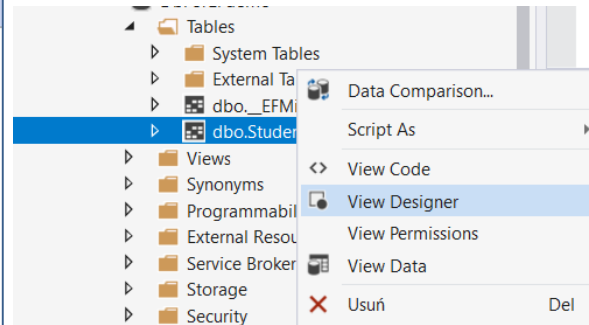 Tables
System Tables
External Ta
dbo.__EFMi
dbo.Studen
Views
Synonyms
Programmabil
External Resou
Service Broker
Storage
Security
Data Comparison...
Script As
View Code
View Designer
View Permissions
View Data
Usuń Del